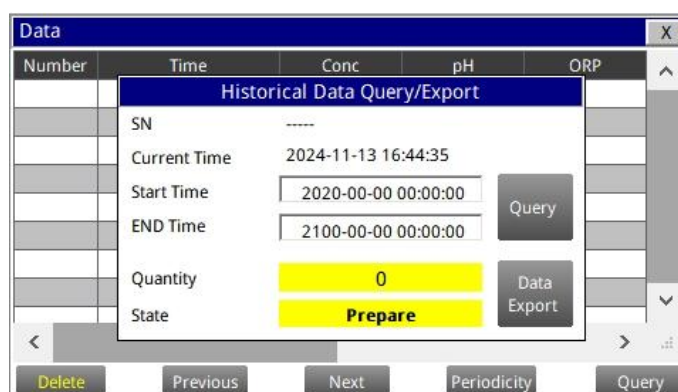 Data X
Number Time Conc pH ORP
Historical Data Query/Export
SN -----
Current Time 2024-11-13 16:44:35
Start Time 2020-00-00 00:00:00
Query
END Time 2100-00-00 00:00:00
Quantity 0
Data
Export
State Prepare
Delete Previous Next Periodicity Query